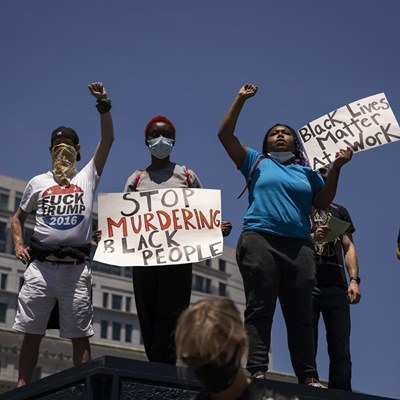 FUCK
TRUMP
2016
STOP
MURDERING
BLACK
PEOPLE
Black Lives
Matter
At Work